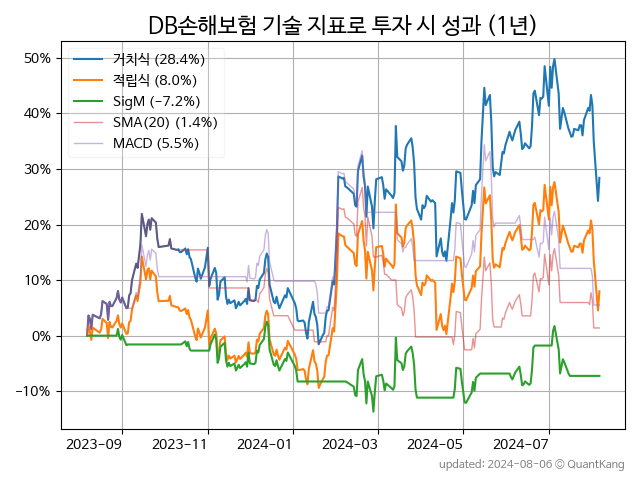 DB손해보험 기술 지표로 투자 시 성과 (1년)
50%
40%
30%
20%
10%
0%
−10%
거치식 (28.4%)
적립식 (8.0%)
SigM (−7.2%)
SMA(20) (1.4%)
MACD (5.5%)
2023-09 2023-11 2024-01 2024-03 2024-05 2024-07
updated: 2024-08-06 © QuantKang